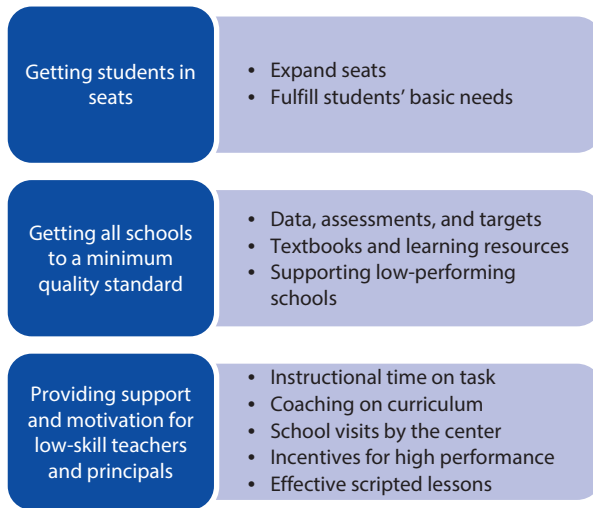 Getting students in
seats
• Expand seats
• Fulfill students’ basic needs
Getting all schools
to a minimum
quality standard
• Data, assessments, and targets
• Textbooks and learning resources
• Supporting low-performing
schools
Providing support
and motivation for
low-skill teachers
and principals
• Instructional time on task
• Coaching on curriculum
• School visits by the center
• Incentives for high performance
• Effective scripted lessons